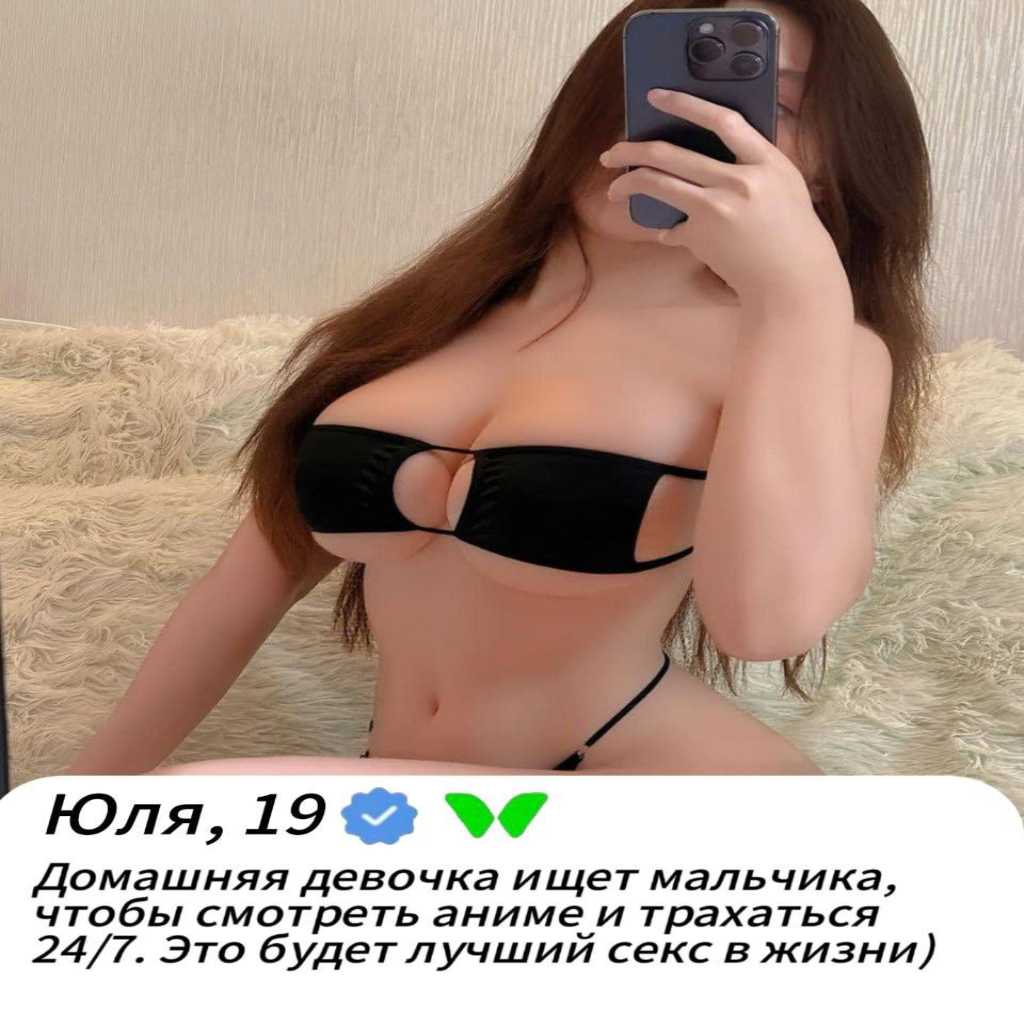 Юля, 19
Домашняя девочка ищет мальчика,
чтобы смотреть аниме и трахаться
24/7. Это будет лучший секс в жизни)